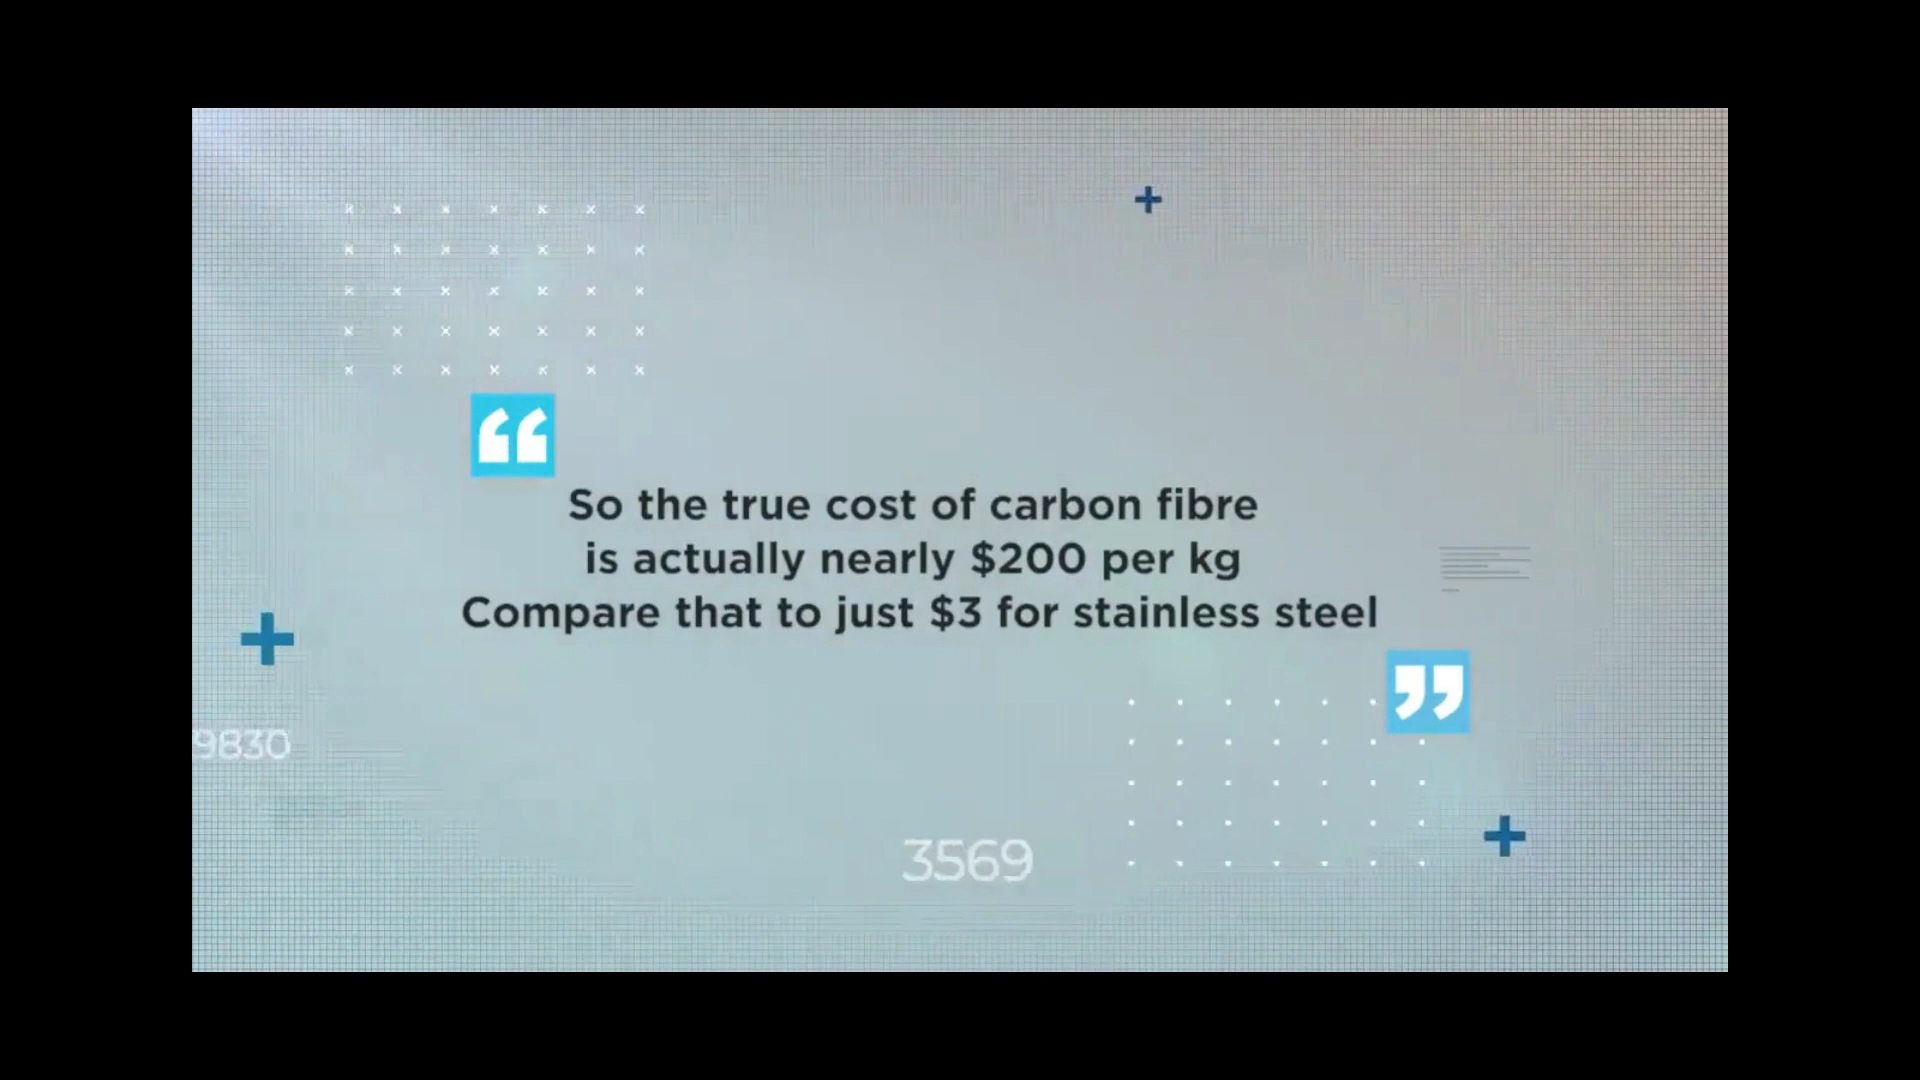 “
So the true cost of carbon fibre
is actually nearly $200 per kg
Compare that to just $3 for stainless steel
”
9830
3569